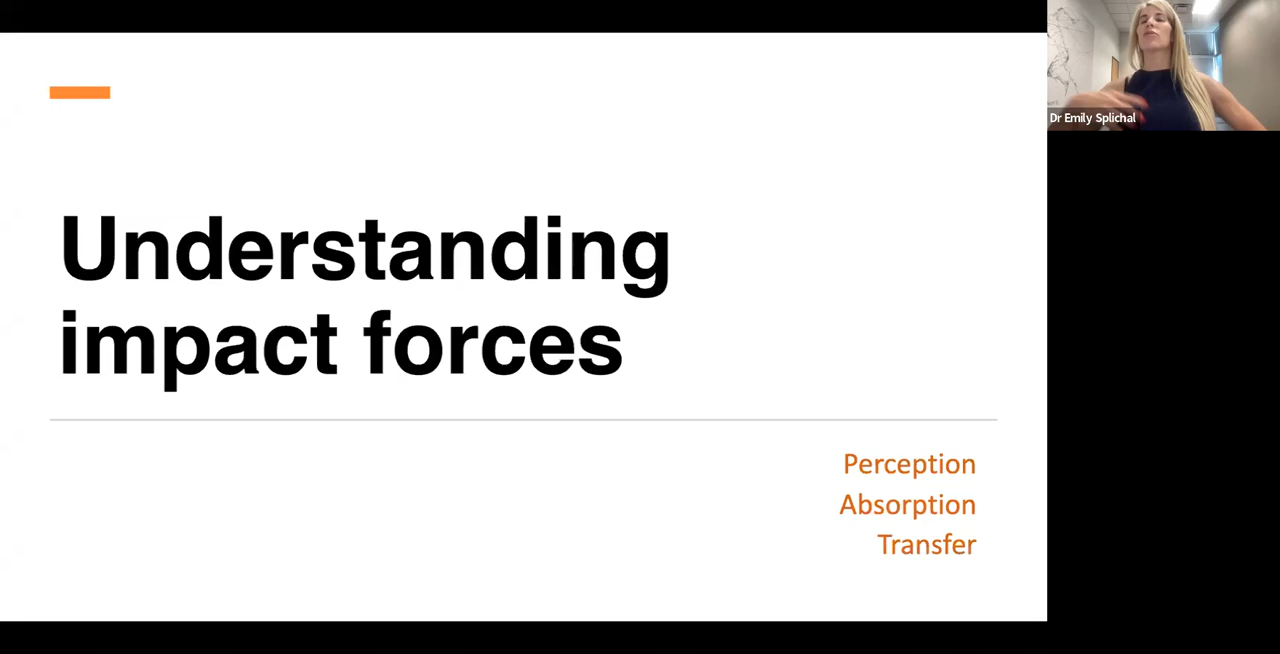 Understanding
impact forces
Perception
Absorption
Transfer
Dr Emily Splichal